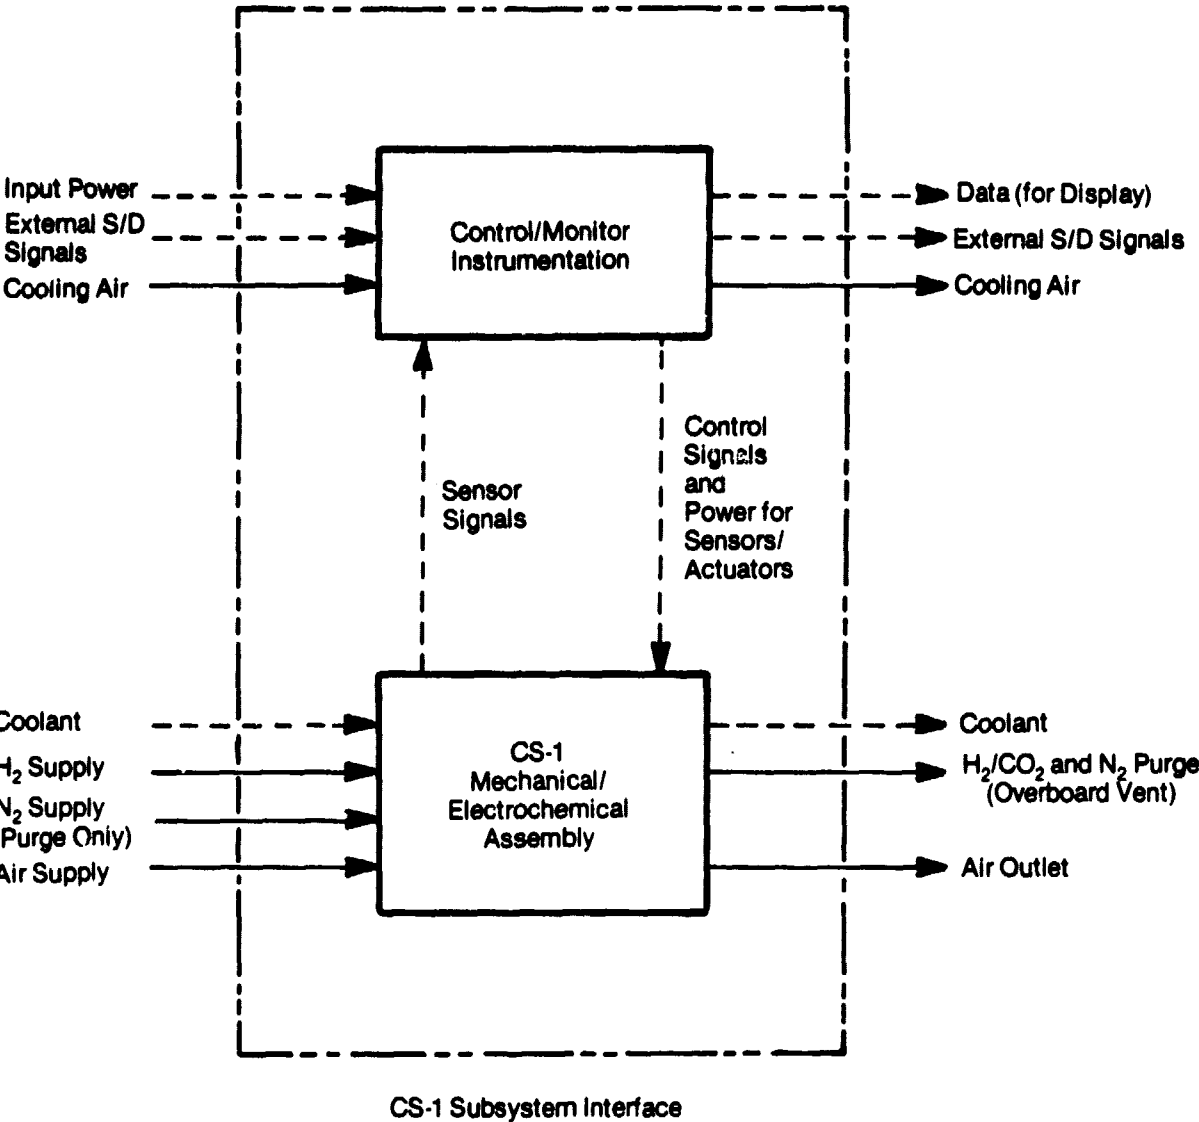 Input Power
External S/D
Signals
Cooling Air
Control/Monitor
Instrumentation
Data (for Display)
External S/D Signals
Cooling Air
Sensor
Signals
Control
Signals
and
Power for
Sensors/
Actuators
Coolant
H₂ Supply
N₂ Supply
(Purge Only)
Air Supply
CS-1
Mechanical/
Electrochemical
Assembly
Coolant
H₂/CO₂ and N₂ Purge
(Overboard Vent)
Air Outlet
CS-1 Subsystem Interface